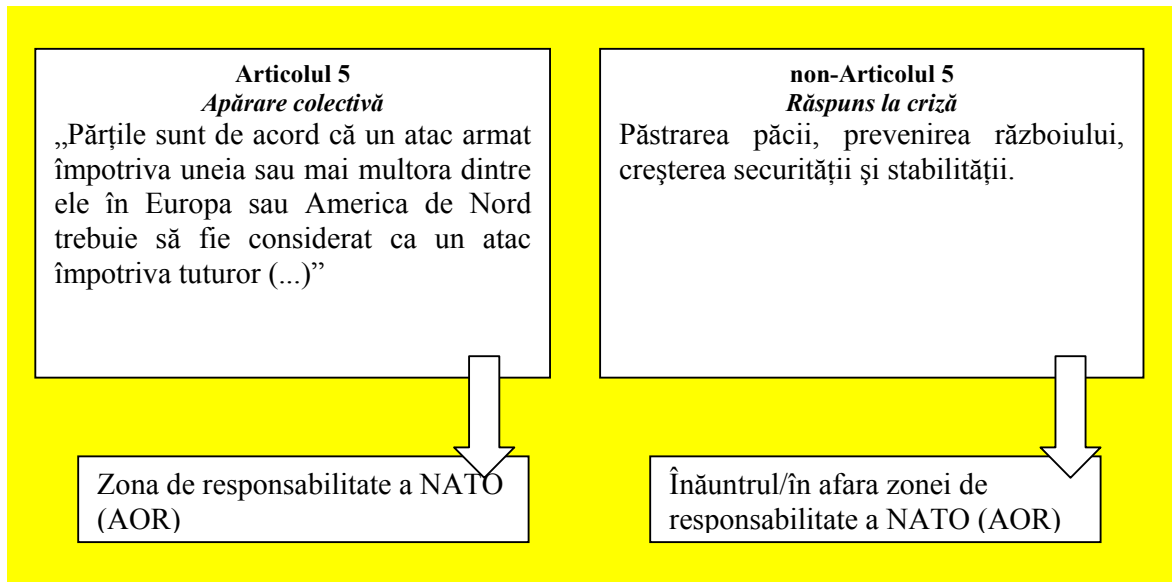 Articolul 5
Apărare colectivă
„Părțile sunt de acord că un atac armat
împotriva uneia sau mai multora dintre
ele în Europa sau America de Nord
trebuie să fie considerat ca un atac
împotriva tuturor (...)”
Zona de responsabilitate a NATO
(AOR)
non-Articolul 5
Răspuns la criză
Păstrarea păcii, prevenirea războiului,
creşterea securității şi stabilității.
Înăuntrul/în afara zonei de
responsabilitate a NATO (AOR)